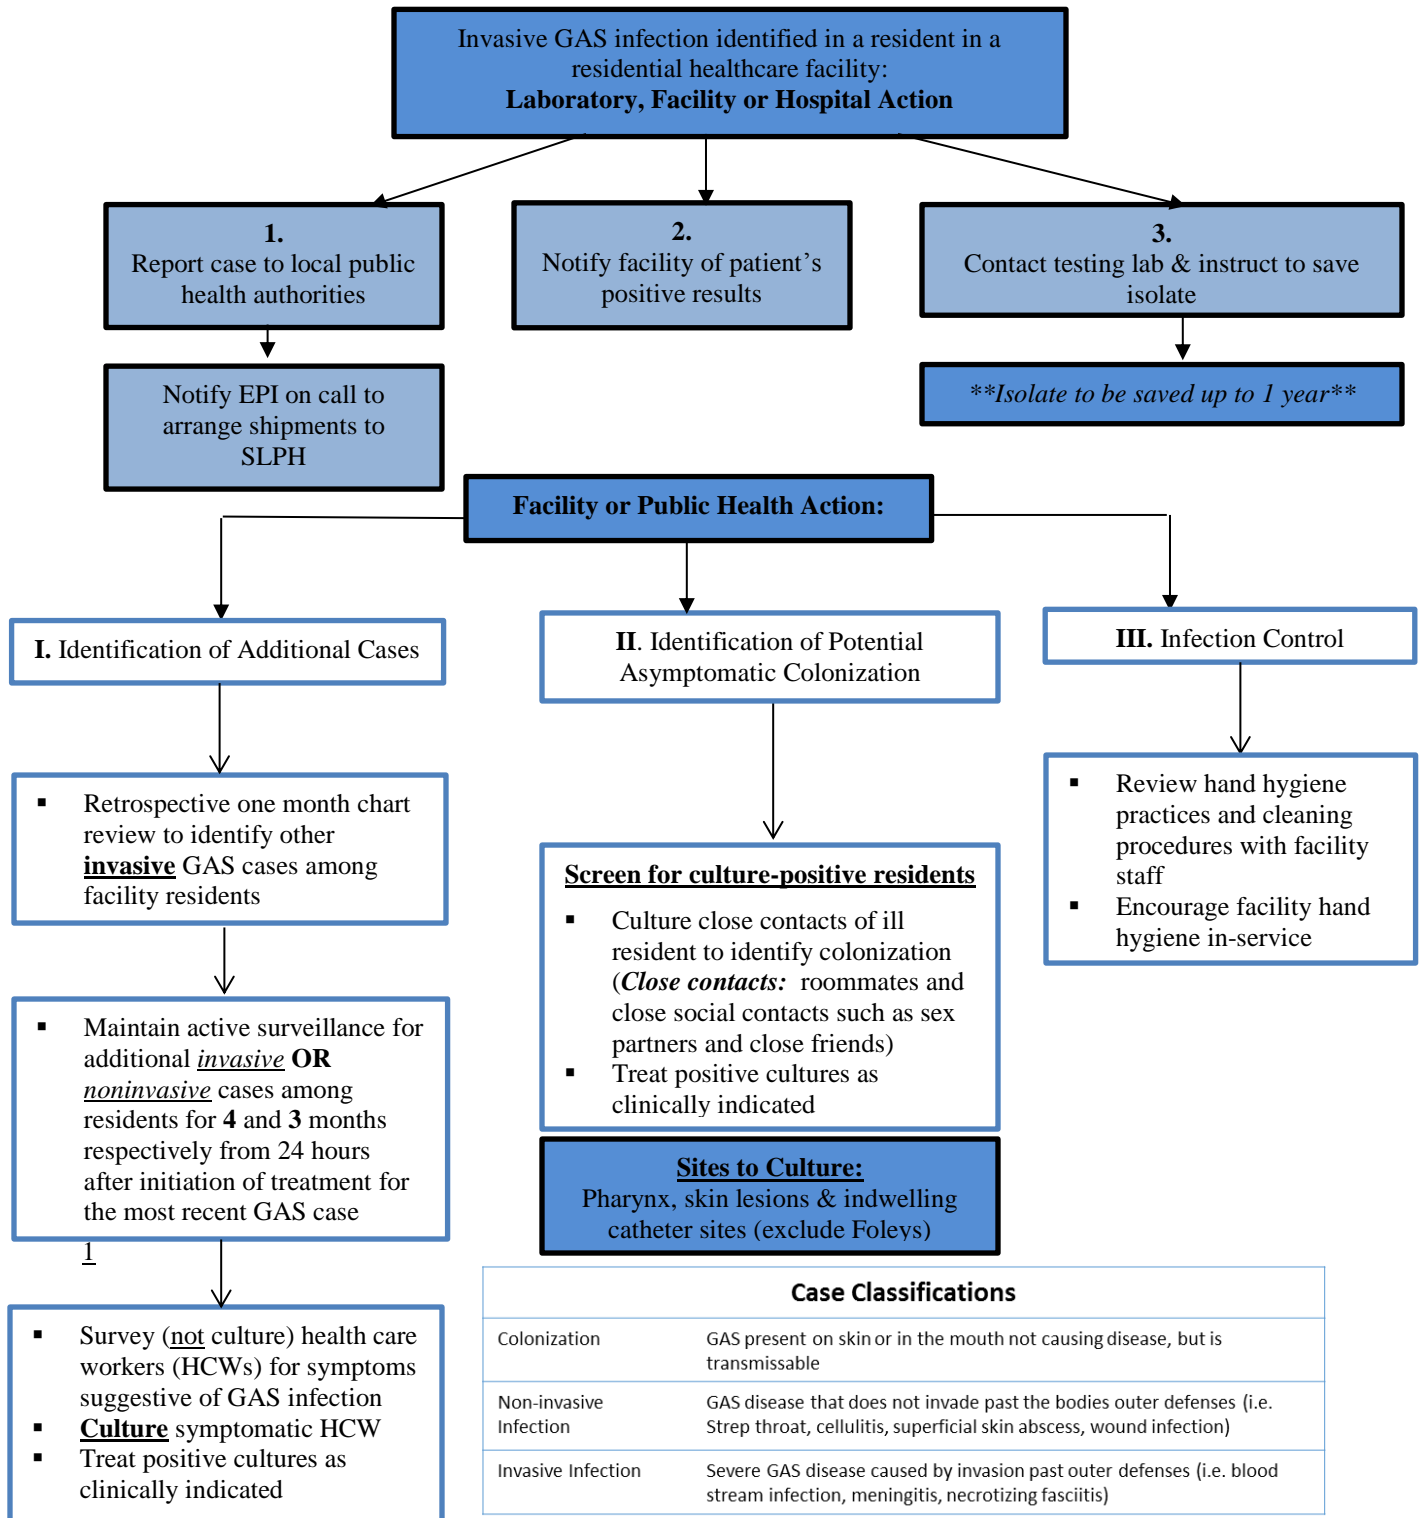 Invasive GAS infection identified in a resident in a
residential healthcare facility:
Laboratory, Facility or Hospital Action
1.
Report case to local public
health authorities
2.
Notify facility of patient’s
positive results
3.
Contact testing lab & instruct to save
isolate
Notify EPI on call to
arrange shipments to
SLPH
**Isolate to be saved up to 1 year**
Facility or Public Health Action:
I. Identification of Additional Cases
II. Identification of Potential
Asymptomatic Colonization
III. Infection Control
▪ Retrospective one month chart
review to identify other
invasive GAS cases among
facility residents
▪ Maintain active surveillance for
additional invasive OR
noninvasive cases among
residents for 4 and 3 months
respectively from 24 hours
after initiation of treatment for
the most recent GAS case
1
▪ Survey (not culture) health care
workers (HCWs) for symptoms
suggestive of GAS infection
▪ Culture symptomatic HCW
▪ Treat positive cultures as
clinically indicated
Screen for culture-positive residents
▪ Culture close contacts of ill
resident to identify colonization
(Close contacts: roommates and
close social contacts such as sex
partners and close friends)
▪ Treat positive cultures as
clinically indicated
Sites to Culture:
Pharynx, skin lesions & indwelling
catheter sites (exclude Foleys)
▪ Review hand hygiene
practices and cleaning
procedures with facility
staff
▪ Encourage facility hand
hygiene in-service
Case Classifications
Colonization GAS present on skin or in the mouth not causing disease, but is
transmissable
Non-invasive GAS disease that does not invade past the bodies outer defenses (i.e.
Infection Strep throat, cellulitis, superficial skin abscess, wound infection)
Invasive Infection Severe GAS disease caused by invasion past outer defenses (i.e. blood
stream infection, meningitis, necrotizing fasciitis)